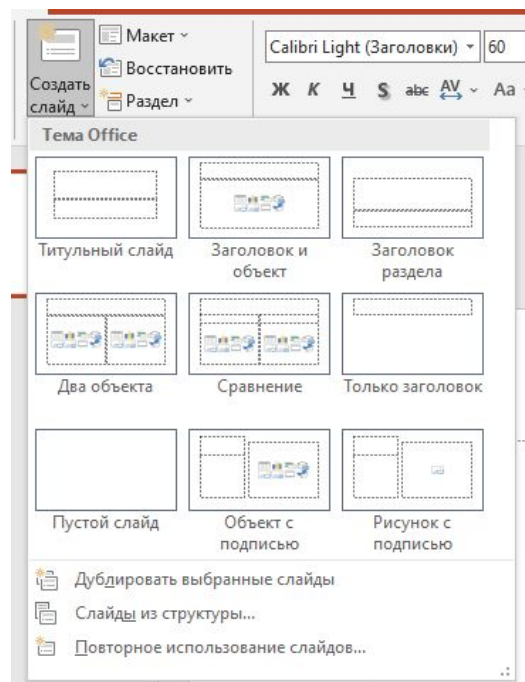 Макет
Восстановить
Создать
слайд
Раздел
Calibri Light (Заголовки)
60
Ж К Ч S abc AV Aa
Тема Office
Титульный слайд
Заголовок и
объект
Заголовок
раздела
Два объекта
Сравнение
Только заголовок
Пустой слайд
Объект с
подписью
Рисунок с
подписью
Дублировать выбранные слайды
Слайды из структуры...
Повторное использование слайдов...